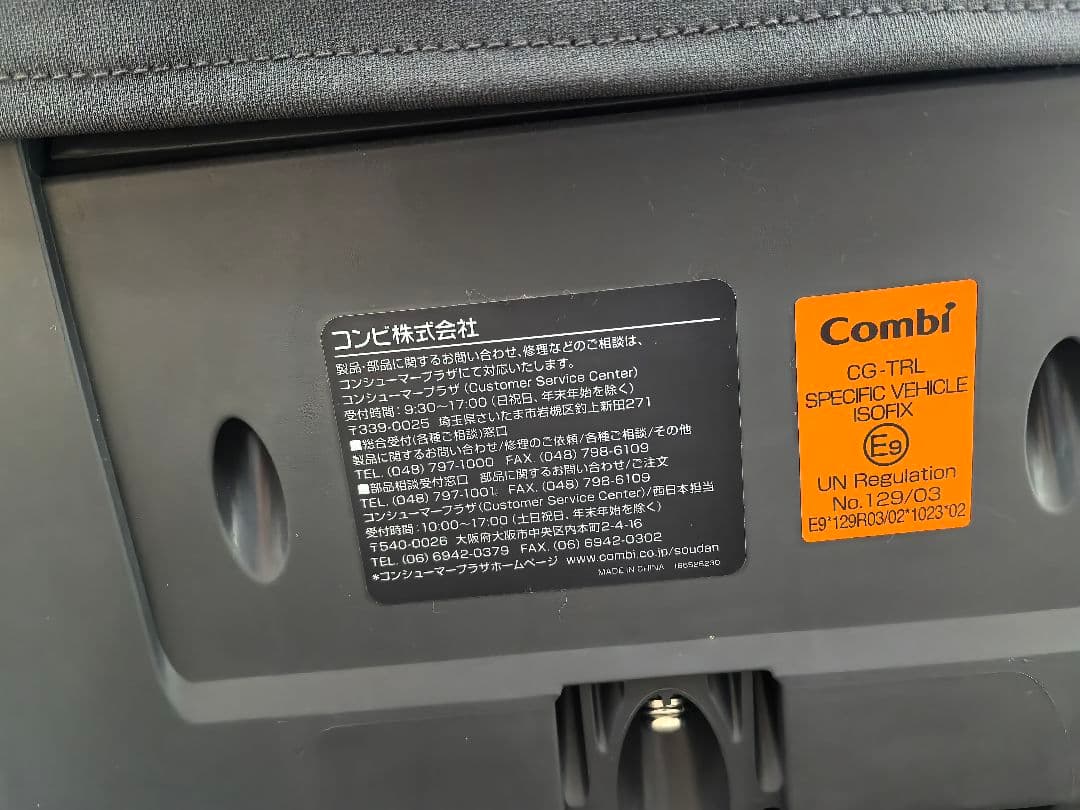 コンビ株式会社
製品・部品に関するお問い合わせ、修理などのご相談は、
コンシューマープラザにて対応いたします。
コンシューマープラザ (Customer Service Center)
受付時間：9:30～17:00 (日祝日、年末年始を除く)
〒339-0025 埼玉県さいたま市岩槻区釣上新田271
■総合受付(各種ご相談)窓口
製品に関するお問い合わせ/修理のご依頼/各種ご相談/その他
TEL. (048) 797-1000 FAX. (048) 798-6109
■部品相談受付窓口 部品に関するお問い合わせ/ご注文
TEL. (048) 797-1001 FAX. (048) 798-6109
コンシューマープラザ(Customer Service Center)/西日本担当
受付時間：10:00～17:00 (土日祝日、年末年始を除く)
〒540-0026 大阪府大阪市中央区内本町2-4-16
TEL. (06) 6942-0379 FAX. (06) 6942-0302
*コンシューマープラザホームページ www.combi.co.jp/soudan
MADE IN CHINA
Combi
CG-TRL
SPECIFIC VEHICLE
ISOFIX
E9
UN Regulation
No.129/03
E9*129R03/02*1023*02